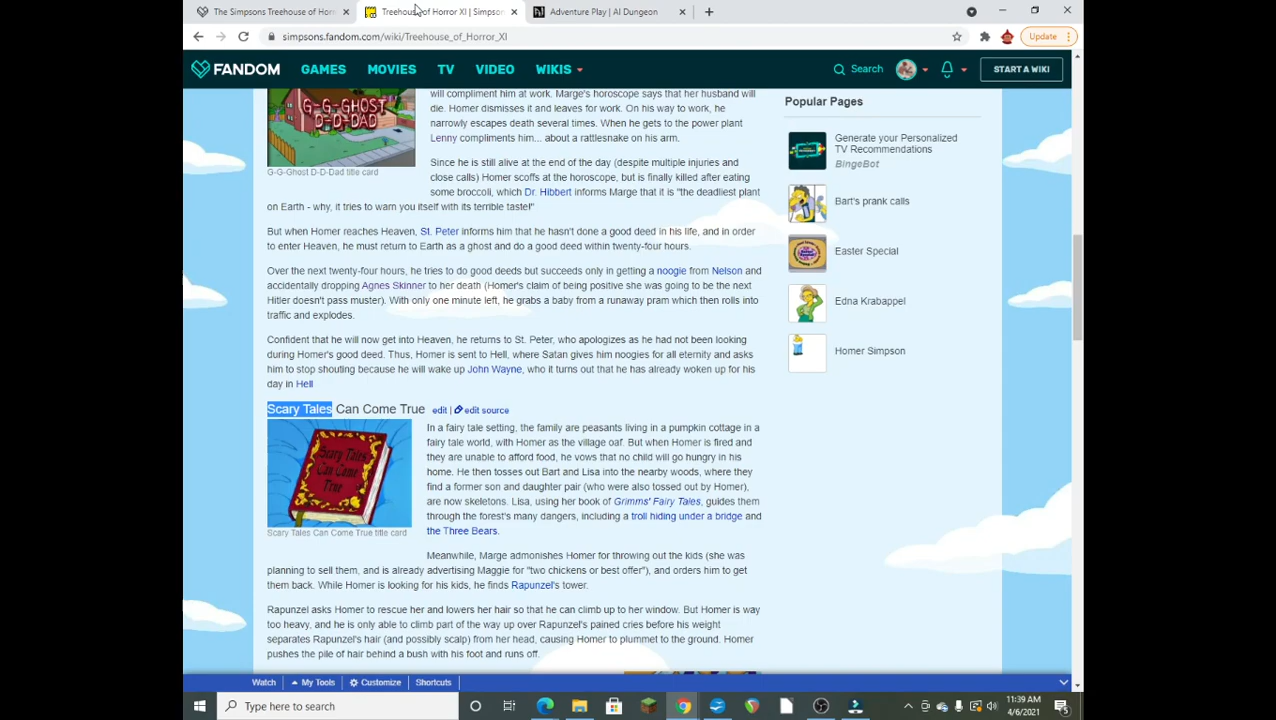 The Simpsons Treehouse of Horr
Treehouse of Horror XI | Simpson
Adventure Play | AI Dungeon
simpsons.fandom.com/wiki/Treehouse_of_Horror_XI
Update
FANDOM GAMES MOVIES TV VIDEO WIKIS Search START A WIKI
will compliment him at work. Marge's horoscope says that her husband will
die. Homer dismisses it and leaves for work. On his way to work, he
narrowly escapes death several times. When he gets to the power plant
Lenny compliments him... about a rattlesnake on his arm.
G-G-GHOST
D-D-DAD
G-G-Ghost D-D-Dad title card
Since he is still alive at the end of the day (despite multiple injuries and
close calls) Homer scoffs at the horoscope, but is finally killed after eating
some broccoli, which Dr. Hibbert informs Marge that it is "the deadliest plant
on Earth - why, it tries to warn you itself with its terrible taste!"
But when Homer reaches Heaven, St. Peter informs him that he hasn't done a good deed in his life, and in order
to enter Heaven, he must return to Earth as a ghost and do a good deed within twenty-four hours.
Over the next twenty-four hours, he tries to do good deeds but succeeds only in getting a noogie from Nelson and
accidentally dropping Agnes Skinner to her death (Homer's claim of being positive she was going to be the next
Hitler doesn't pass muster). With only one minute left, he grabs a baby from a runaway pram which then rolls into
traffic and explodes.
Confident that he will now get into Heaven, he returns to St. Peter, who apologizes as he had not been looking
during Homer's good deed. Thus, Homer is sent to Hell, where Satan gives him noogies for all eternity and asks
him to stop shouting because he will wake up John Wayne, who it turns out that he has already woken up for his
day in Hell
Scary Tales Can Come True edit | edit source
Scary Tales
Can Come
True
Scary Tales Can Come True title card
In a fairy tale setting, the family are peasants living in a pumpkin cottage in a
fairy tale world, with Homer as the village oaf. But when Homer is fired and
they are unable to afford food, he vows that no child will go hungry in his
home. He then tosses out Bart and Lisa into the nearby woods, where they
find a former son and daughter pair (who were also tossed out by Homer),
are now skeletons. Lisa, using her book of Grimms' Fairy Tales, guides them
through the forest's many dangers, including a troll hiding under a bridge and
the Three Bears.
Meanwhile, Marge admonishes Homer for throwing out the kids (she was
planning to sell them, and is already advertising Maggie for "two chickens or best offer"), and orders him to get
them back. While Homer is looking for his kids, he finds Rapunzel's tower.
Rapunzel asks Homer to rescue her and lowers her hair so that he can climb up to her window. But Homer is way
too heavy, and he is only able to climb part of the way up over Rapunzel's pained cries before his weight
separates Rapunzel's hair (and possibly scalp) from her head, causing Homer to plummet to the ground. Homer
pushes the pile of hair behind a bush with his foot and runs off.
Popular Pages
Generate your Personalized
TV Recommendations
BingeBot
Bart's prank calls
Easter Special
Edna Krabappel
Homer Simpson
Watch My Tools Customize Shortcuts
Type here to search
11:39 AM
4/6/2021
5